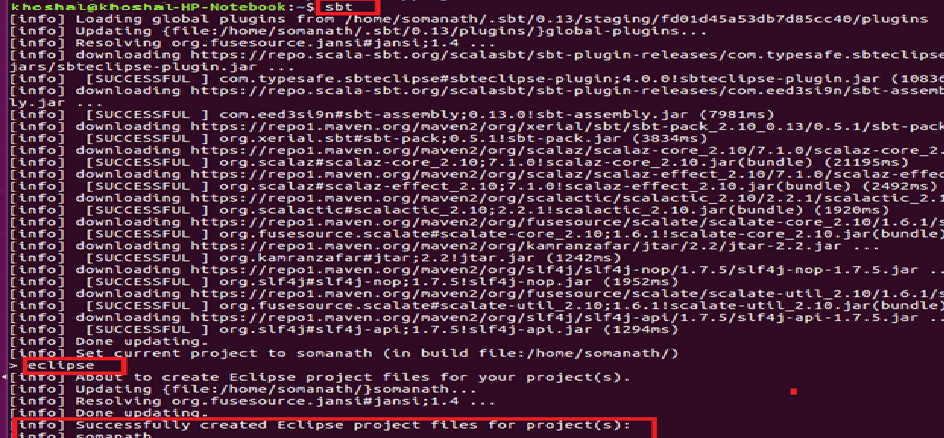 khoshal@khoshal-HP-Notebook:~$ sbt
[info] Loading global plugins from /home/somanath/.sbt/0.13/staging/fd01d45a53db7d85cc40/plugins
[info] Updating {file:/home/somanath/.sbt/0.13/plugins/}global-plugins...
[info] Resolving org.fusesource.jansi#jansi;1.4 ...
[info] downloading https://repo.scala-sbt.org/scalasbt/sbt-plugin-releases/com.typesafe.sbteclipse
jars/sbteclipse-plugin.jar ...
[info]  [SUCCESSFUL ] com.typesafe.sbteclipse#sbteclipse-plugin;4.0.0!sbteclipse-plugin.jar (1083
[info] downloading https://repo.scala-sbt.org/scalasbt/sbt-plugin-releases/com.eed3si9n/sbt-assemb
ly.jar ...
[info]  [SUCCESSFUL ] com.eed3si9n#sbt-assembly;0.13.0!sbt-assembly.jar (7981ms)
[info] downloading https://repo1.maven.org/maven2/org/xerial/sbt/sbt-pack_2.10_0.13/0.5.1/sbt-pack
[info]  [SUCCESSFUL ] org.xerial.sbt#sbt-pack;0.5.1!sbt-pack.jar (3834ms)
[info] downloading https://repo1.maven.org/maven2/org/scalaz/scalaz-core_2.10/7.1.0/scalaz-core_2.
[info]  [SUCCESSFUL ] org.scalaz#scalaz-core_2.10;7.1.0!scalaz-core_2.10.jar(bundle) (21195ms)
[info] downloading https://repo1.maven.org/maven2/org/scalaz/scalaz-effect_2.10/7.1.0/scalaz-effec
[info]  [SUCCESSFUL ] org.scalaz#scalaz-effect_2.10;7.1.0!scalaz-effect_2.10.jar(bundle) (2492ms)
[info] downloading https://repo1.maven.org/maven2/org/scalactic/scalactic_2.10/2.2.1/scalactic_2.1
[info]  [SUCCESSFUL ] org.scalactic#scalactic_2.10;2.2.1!scalactic_2.10.jar(bundle) (1920ms)
[info] downloading https://repo1.maven.org/maven2/org/fusesource/scalate/scalate-core_2.10/1.6.1/s
[info]  [SUCCESSFUL ] org.fusesource.scalate#scalate-core_2.10;1.6.1!scalate-core_2.10.jar(bundle)
[info] downloading https://repo1.maven.org/maven2/org/kamranzafar/jtar/2.2/jtar-2.2.jar ...
[info]  [SUCCESSFUL ] org.kamranzafar#jtar;2.2!jtar.jar (1242ms)
[info] downloading https://repo1.maven.org/maven2/org/slf4j/slf4j-nop/1.7.5/slf4j-nop-1.7.5.jar ..
[info]  [SUCCESSFUL ] org.slf4j#slf4j-nop;1.7.5!slf4j-nop.jar (1952ms)
[info] downloading https://repo1.maven.org/maven2/org/fusesource/scalate/scalate-util_2.10/1.6.1/s
[info]  [SUCCESSFUL ] org.fusesource.scalate#scalate-util_2.10;1.6.1!scalate-util_2.10.jar(bundle)
[info] downloading https://repo1.maven.org/maven2/org/slf4j/slf4j-api/1.7.5/slf4j-api-1.7.5.jar ..
[info]  [SUCCESSFUL ] org.slf4j#slf4j-api;1.7.5!slf4j-api.jar (1294ms)
[info] Done updating.
[info] Set current project to somanath (in build file:/home/somanath/)
> eclipse
[info] About to create Eclipse project files for your project(s).
[info] Updating {file:/home/somanath/}somanath...
[info] Resolving org.fusesource.jansi#jansi;1.4 ...
[info] Done updating.
[info] Successfully created Eclipse project files for project(s):
[info] somanath